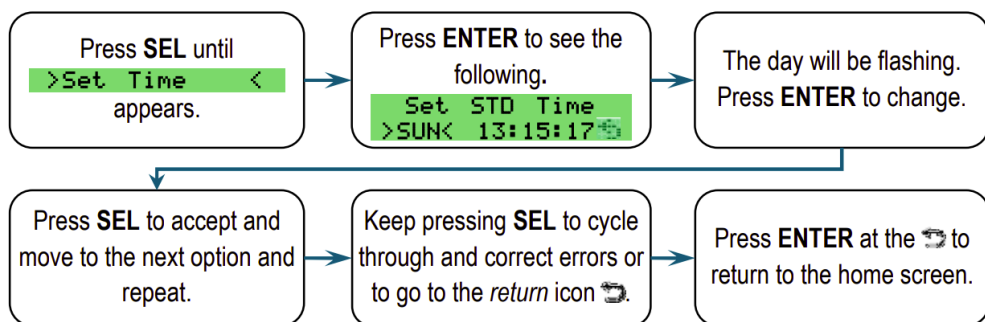 Press SEL until
>Set Time <
appears.
Press ENTER to see the
following.
Set STD Time
>SUN< 13:15:17
The day will be flashing.
Press ENTER to change.
Press SEL to accept and
move to the next option and
repeat.
Keep pressing SEL to cycle
through and correct errors or
to go to the return icon .
Press ENTER at the to
return to the home screen.